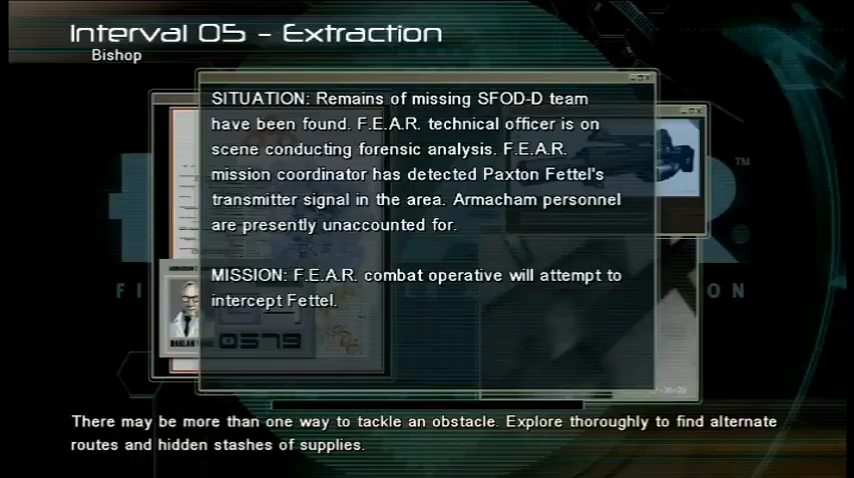 Interval 05 - Extraction
Bishop
SITUATION: Remains of missing SFOD-D team
have been found. F.E.A.R. technical officer is on
scene conducting forensic analysis. F.E.A.R.
mission coordinator has detected Paxton Fettel's
transmitter signal in the area. Armacham personnel
are presently unaccounted for.
MISSION: F.E.A.R. combat operative will attempt to
intercept Fettel.
0579
TM
There may be more than one way to tackle an obstacle. Explore thoroughly to find alternate
routes and hidden stashes of supplies.